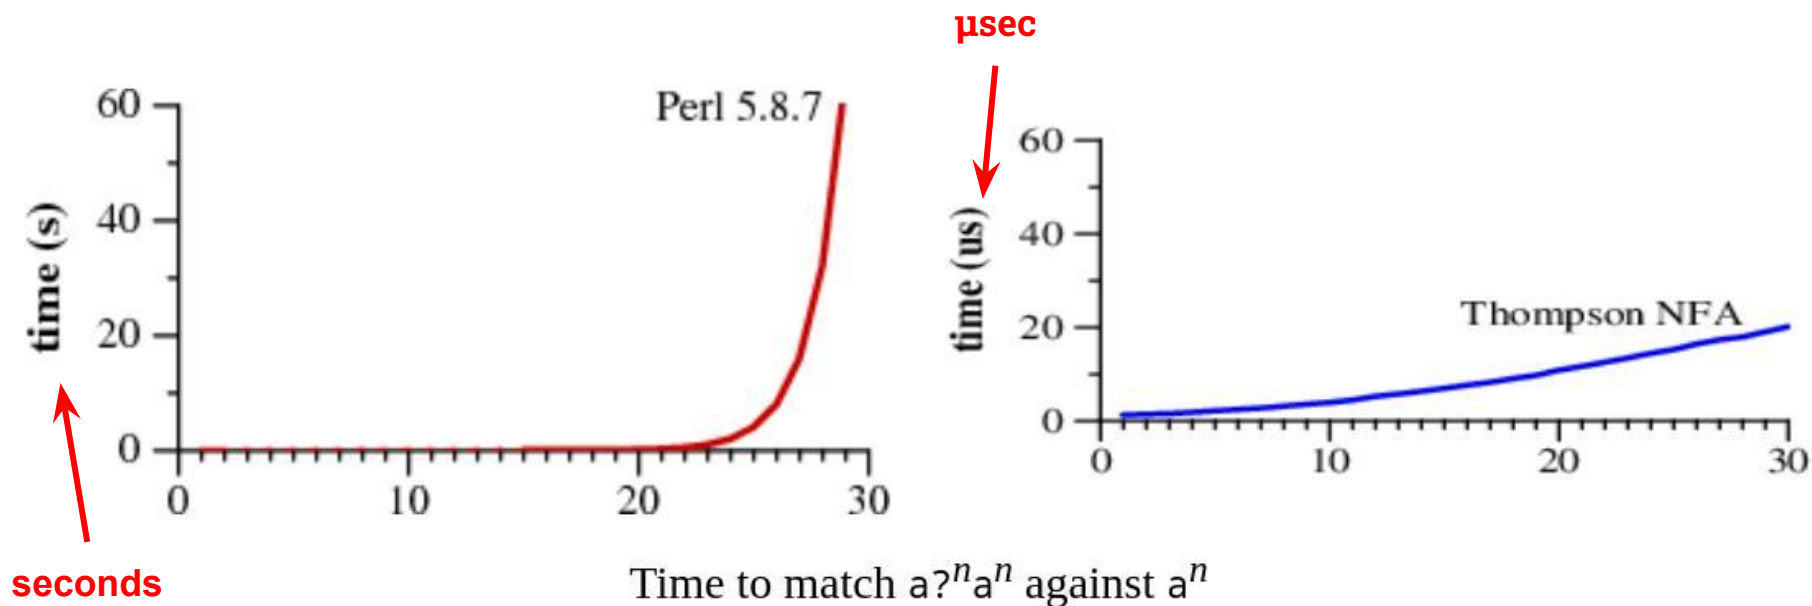 µsec
60
Perl 5.8.7
40
20
0
time (s)
0 10 20 30
seconds
60
40
20
0
time (us)
Thompson NFA
0 10 20 30
Time to match a?ⁿaⁿ against aⁿ